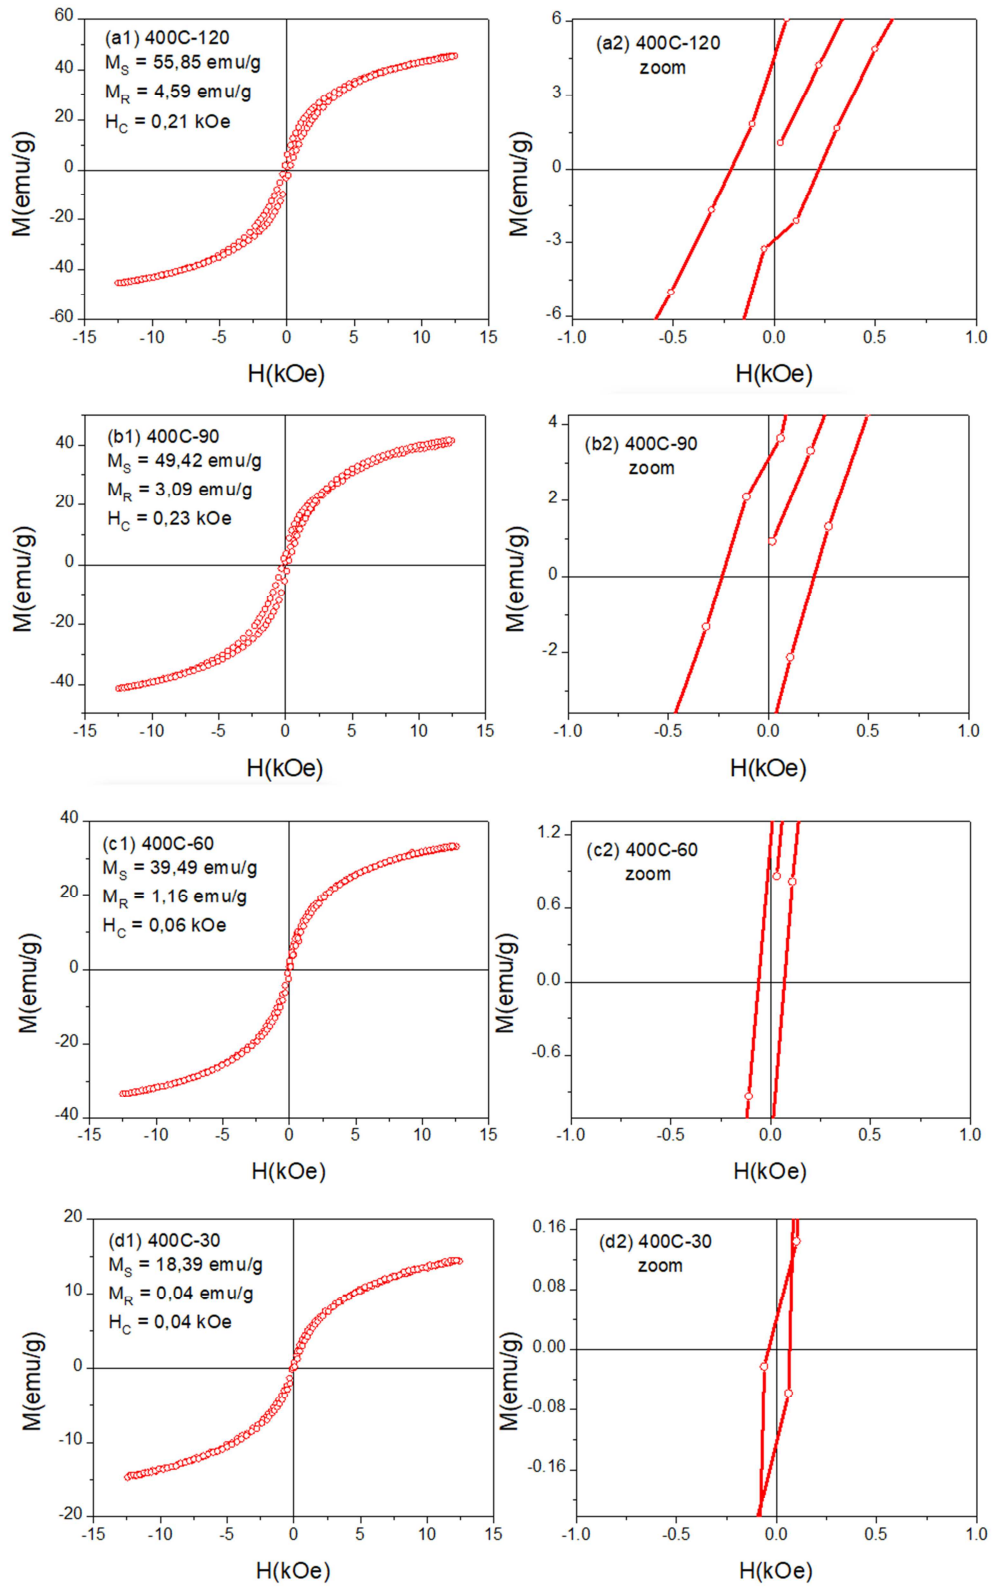 (a1) 400C-120
M_S = 55,85 emu/g
M_R = 4,59 emu/g
H_C = 0,21 kOe
60
40
20
0
-20
-40
-60
M(emu/g)
-15 -10 -5 0 5 10 15
H(kOe)
(a2) 400C-120
zoom
6
3
0
-3
-6
M(emu/g)
-1.0 -0.5 0.0 0.5 1.0
H(kOe)
(b1) 400C-90
M_S = 49,42 emu/g
M_R = 3,09 emu/g
H_C = 0,23 kOe
40
20
0
-20
-40
M(emu/g)
-15 -10 -5 0 5 10 15
H(kOe)
(b2) 400C-90
zoom
4
2
0
-2
M(emu/g)
-1.0 -0.5 0.0 0.5 1.0
H(kOe)
(c1) 400C-60
M_S = 39,49 emu/g
M_R = 1,16 emu/g
H_C = 0,06 kOe
40
20
0
-20
-40
M(emu/g)
-15 -10 -5 0 5 10 15
H(kOe)
(c2) 400C-60
zoom
1.2
0.6
0.0
-0.6
M(emu/g)
-1.0 -0.5 0.0 0.5 1.0
H(kOe)
(d1) 400C-30
M_S = 18,39 emu/g
M_R = 0,04 emu/g
H_C = 0,04 kOe
20
10
0
-10
-20
M(emu/g)
-15 -10 -5 0 5 10 15
H(kOe)
(d2) 400C-30
zoom
0.16
0.08
0.00
-0.08
-0.16
M(emu/g)
-1.0 -0.5 0.0 0.5 1.0
H(kOe)